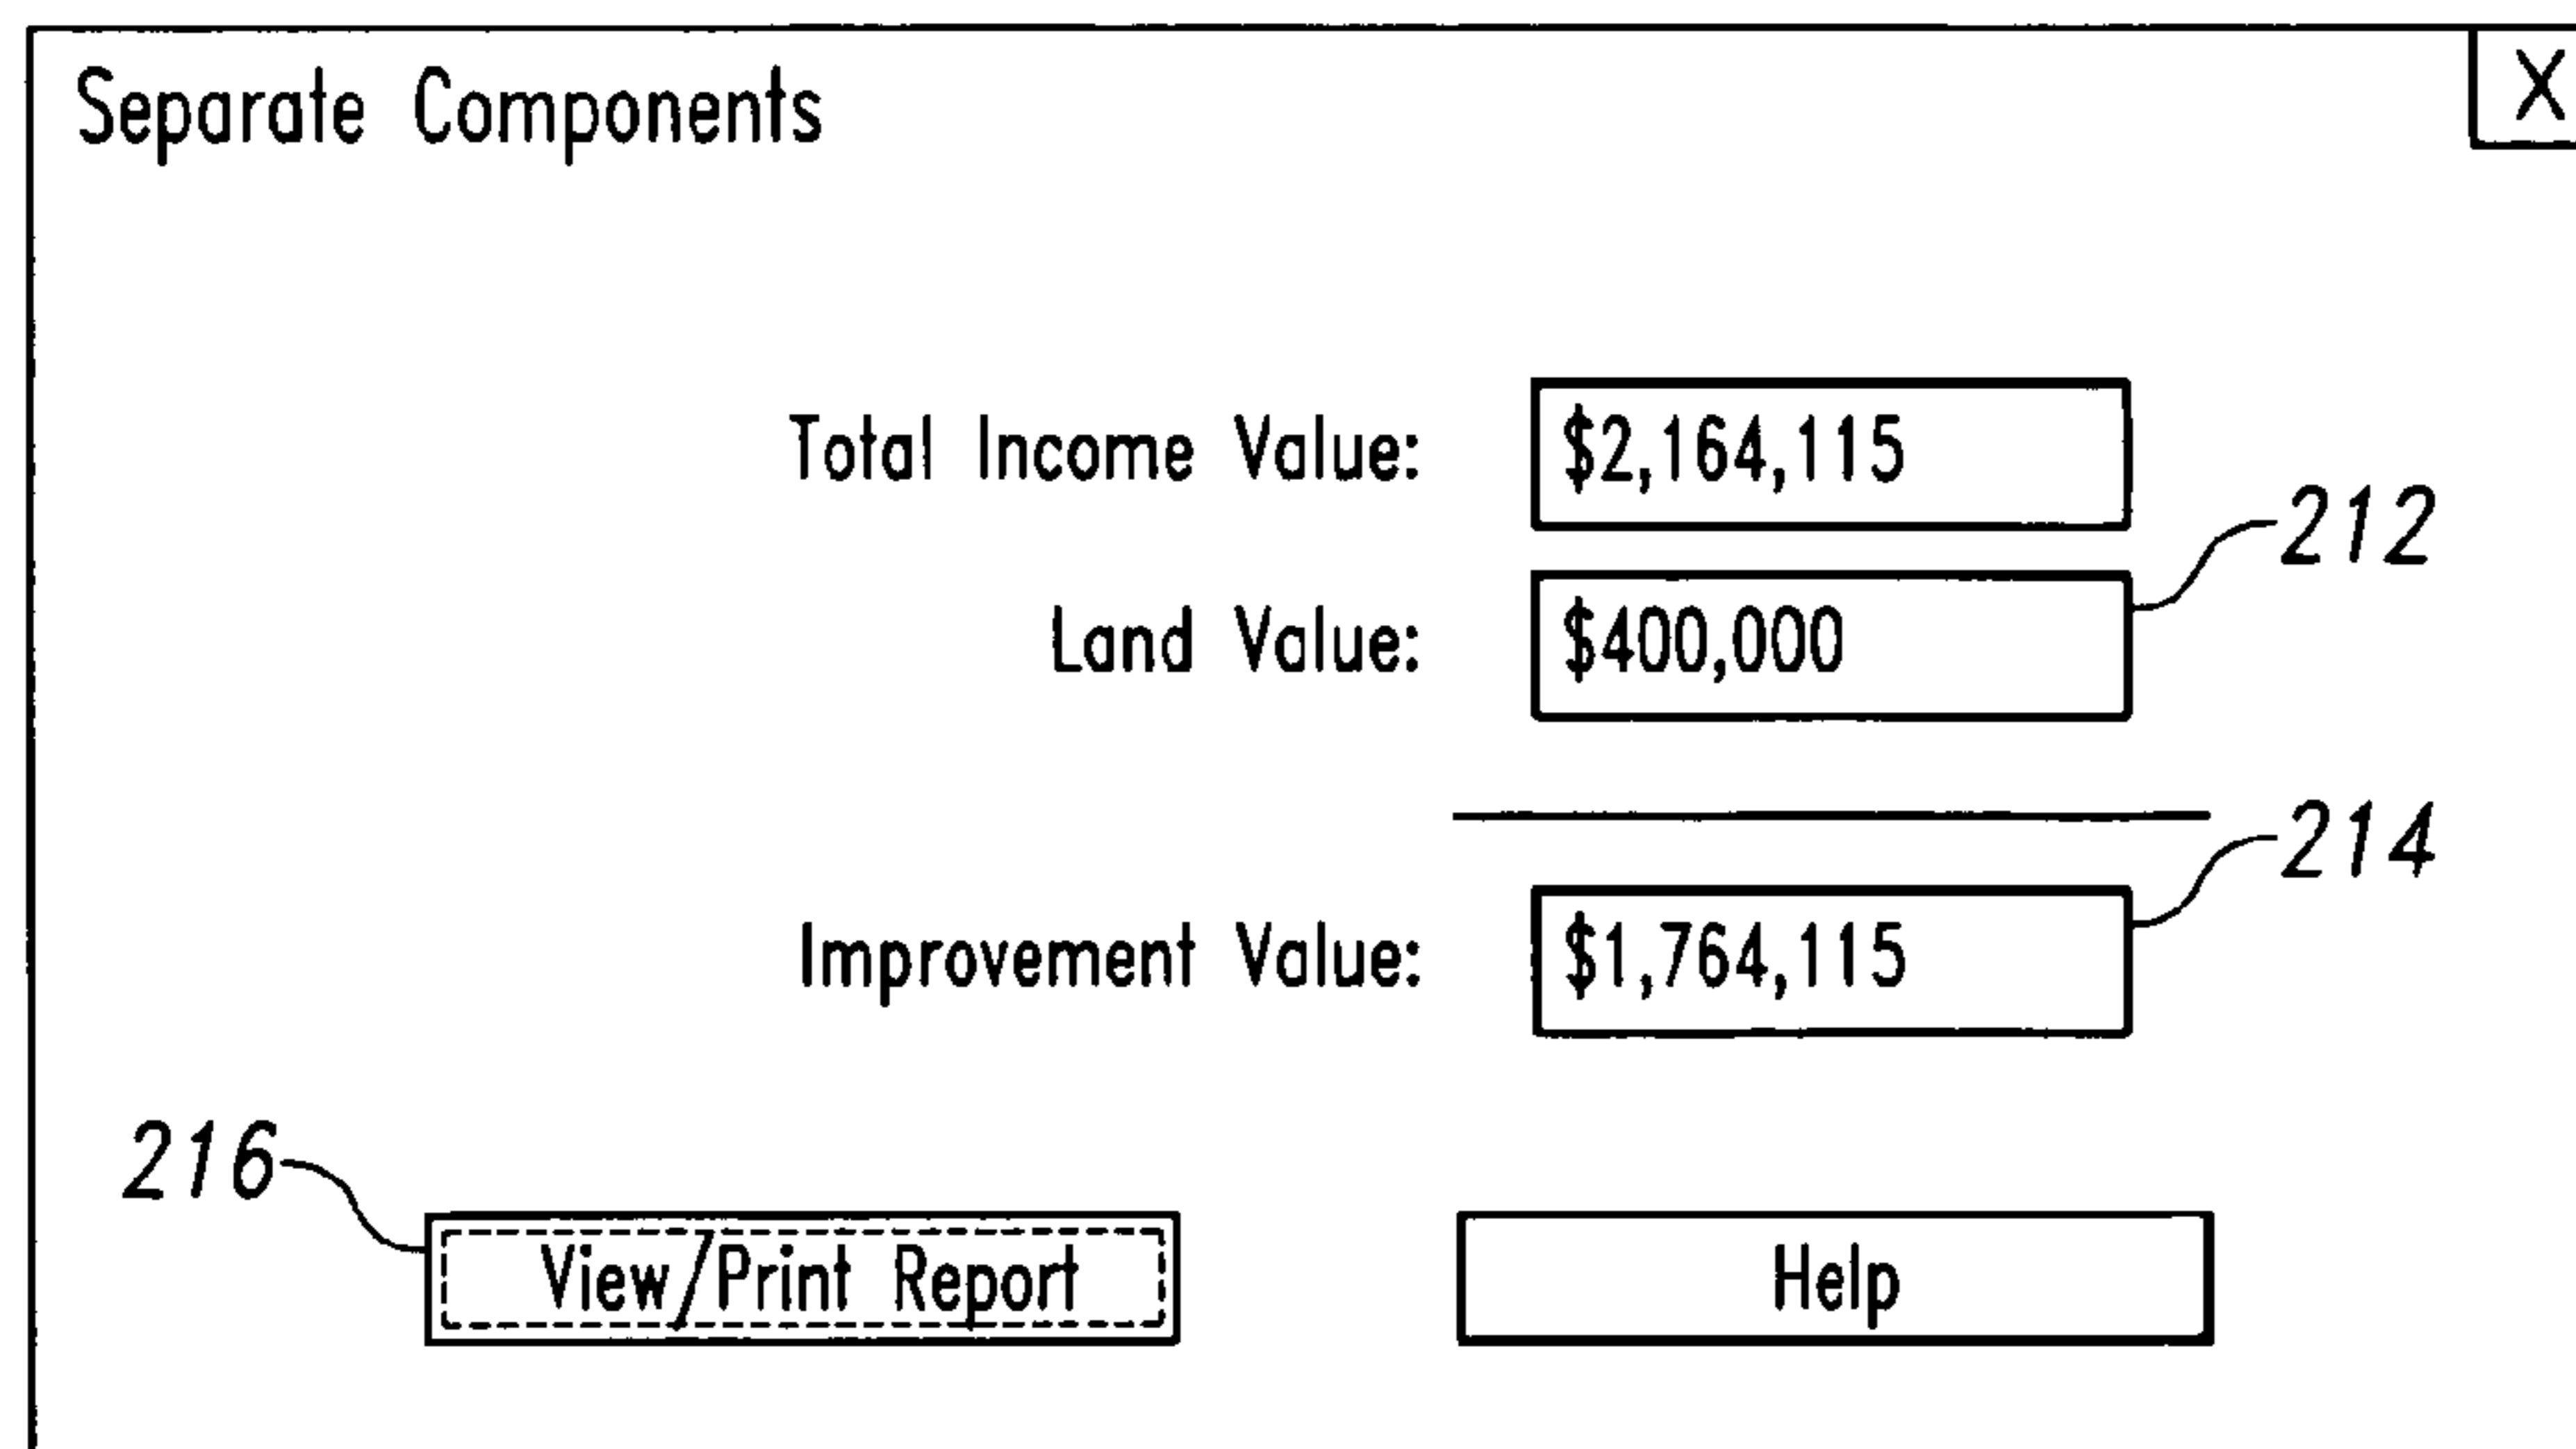 Separate Components X
Total Income Value: $2,164,115
212
Land Value: $400,000
214
Improvement Value: $1,764,115
216
View/Print Report Help